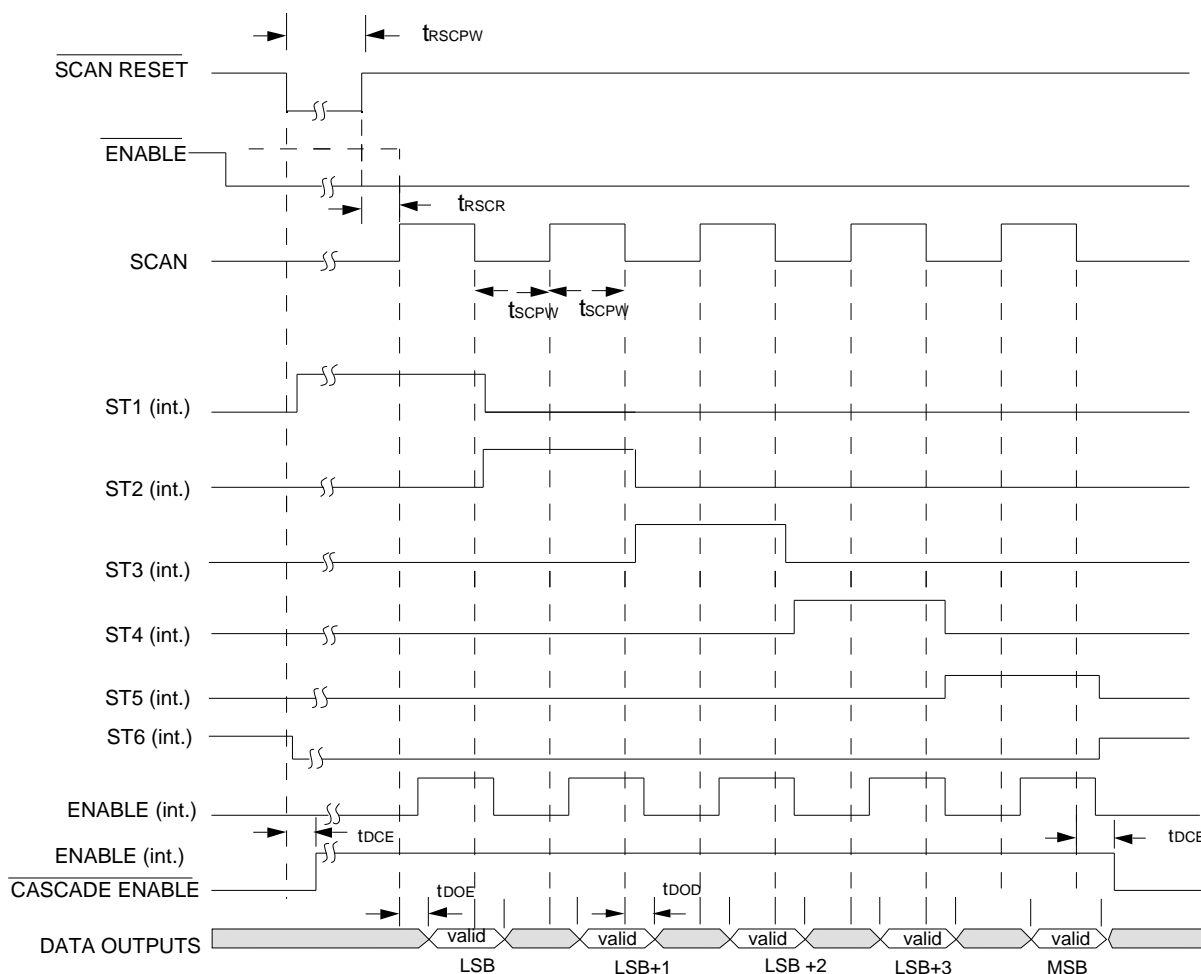 tRSCPW
SCAN RESET
ENABLE
tRSCR
SCAN
tSCPW tSCPW
ST1 (int.)
ST2 (int.)
ST3 (int.)
ST4 (int.)
ST5 (int.)
ST6 (int.)
ENABLE (int.)
tDCE tDCE
ENABLE (int.)
CASCADE ENABLE
tDOE tDOD
DATA OUTPUTS valid valid valid valid valid
LSB LSB+1 LSB +2 LSB+3 MSB